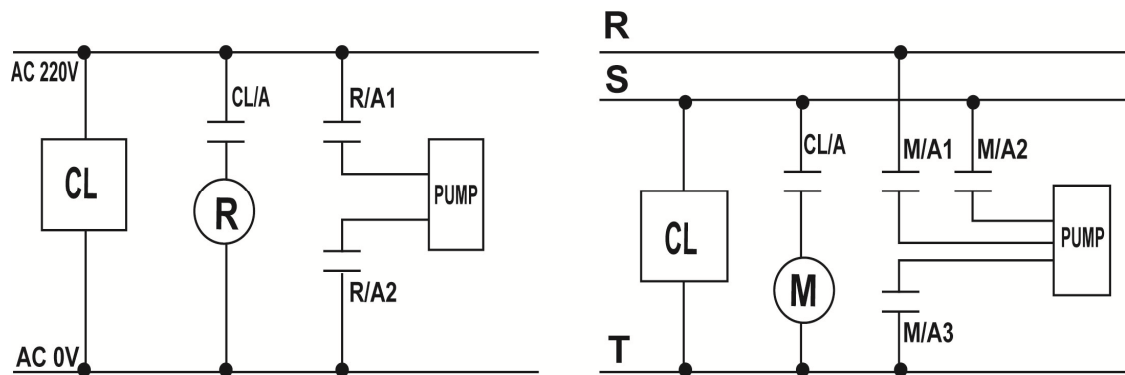 AC 220V
CL
CL/A
R
R/A1
PUMP
R/A2
AC 0V
R
S
CL
CL/A
M
M/A1
M/A2
PUMP
M/A3
T